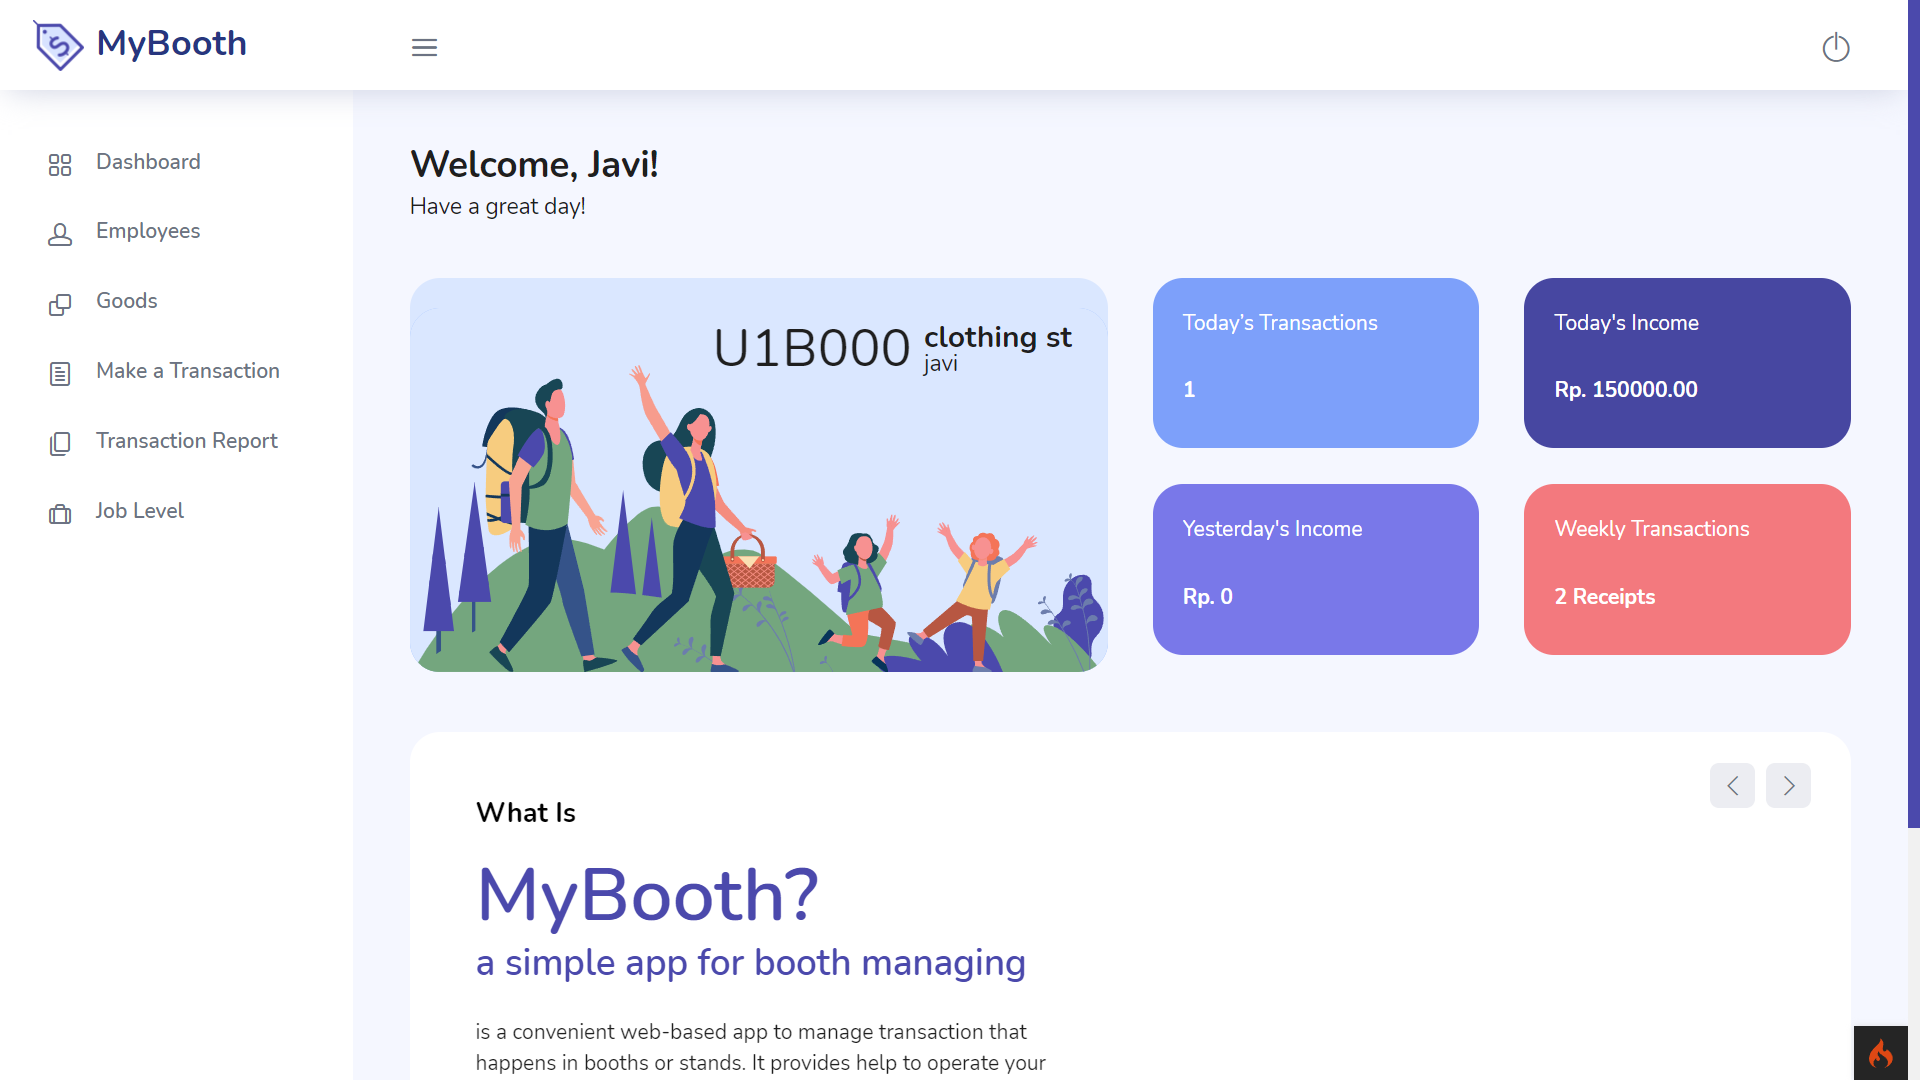 MyBooth
Dashboard
Employees
Goods
Make a Transaction
Transaction Report
Job Level
Welcome, Javi!
Have a great day!
U1B000
clothing st
javi
Today's Transactions
1
Today's Income
Rp. 150000.00
Yesterday's Income
Rp. 0
Weekly Transactions
2 Receipts
What Is
MyBooth?
a simple app for booth managing
is a convenient web-based app to manage transaction that
happens in booths or stands. It provides help to operate your